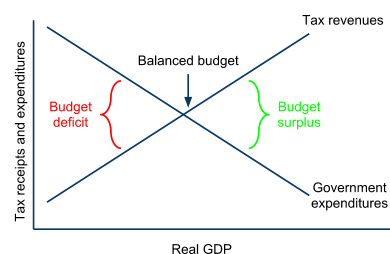 Tax revenues
Balanced budget
Budget
deficit
Budget
surplus
Tax receipts and expenditures
Government
expenditures
Real GDP